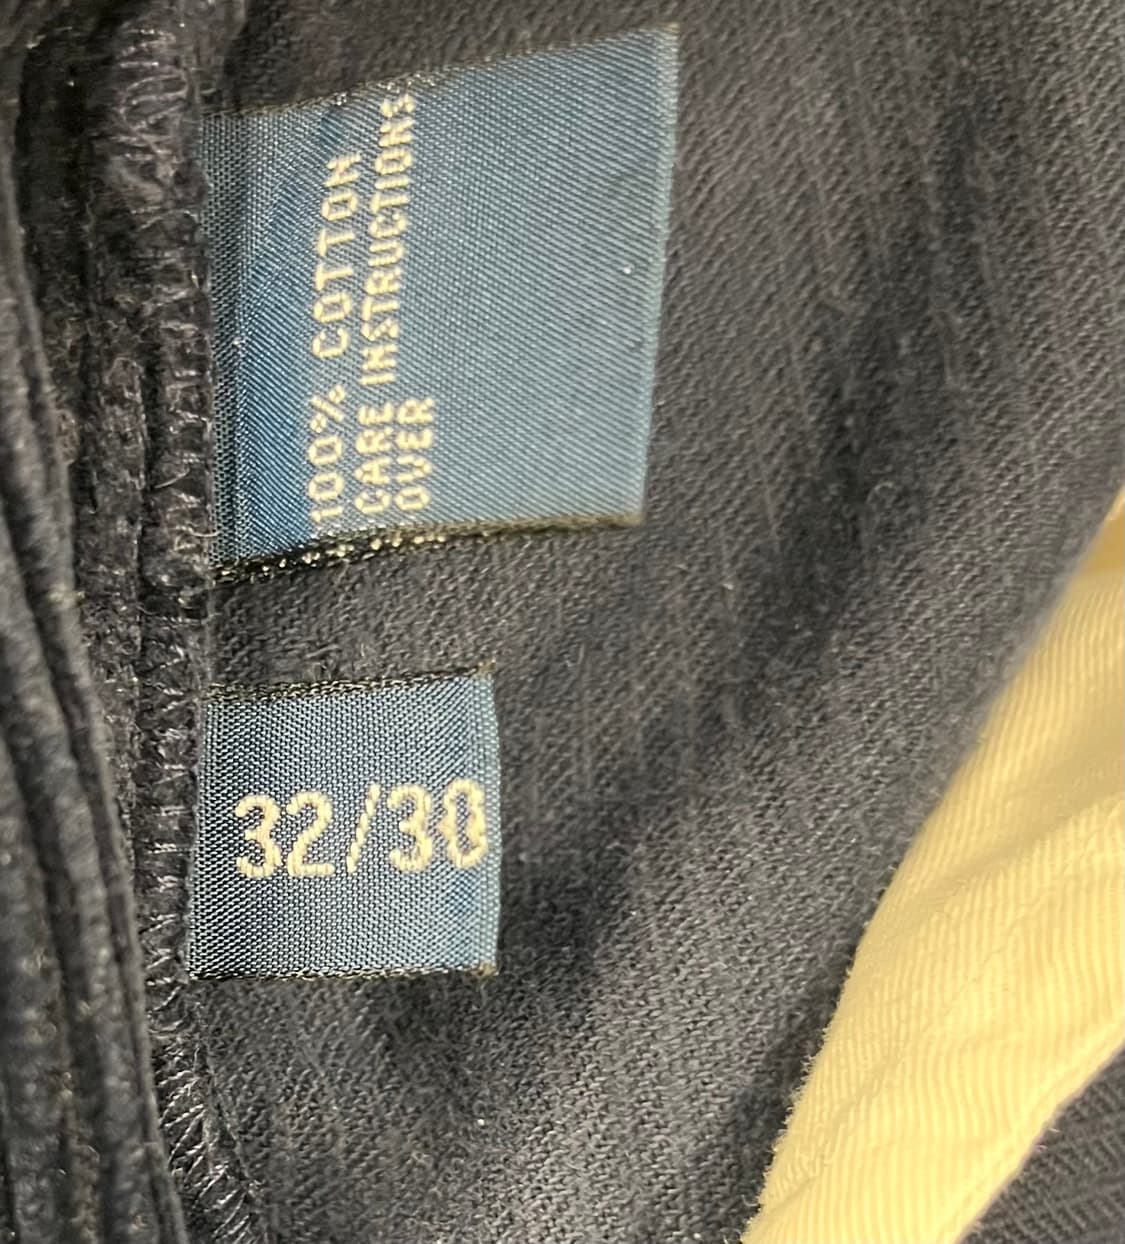 100% COTTON
CARE INSTRUCTIONS
OVER
32/30